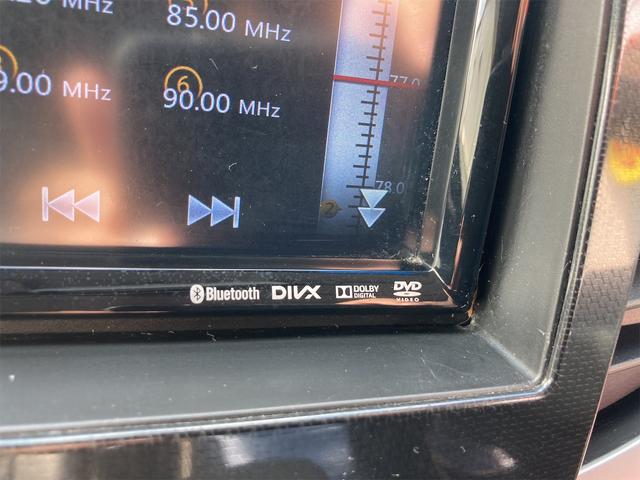 MHz
85.00 MHz
6
9.00 MHz
90.00 MHz
77.0
78.0
2
Bluetooth DIVX DOLBY DIGITAL DVD VIDEO